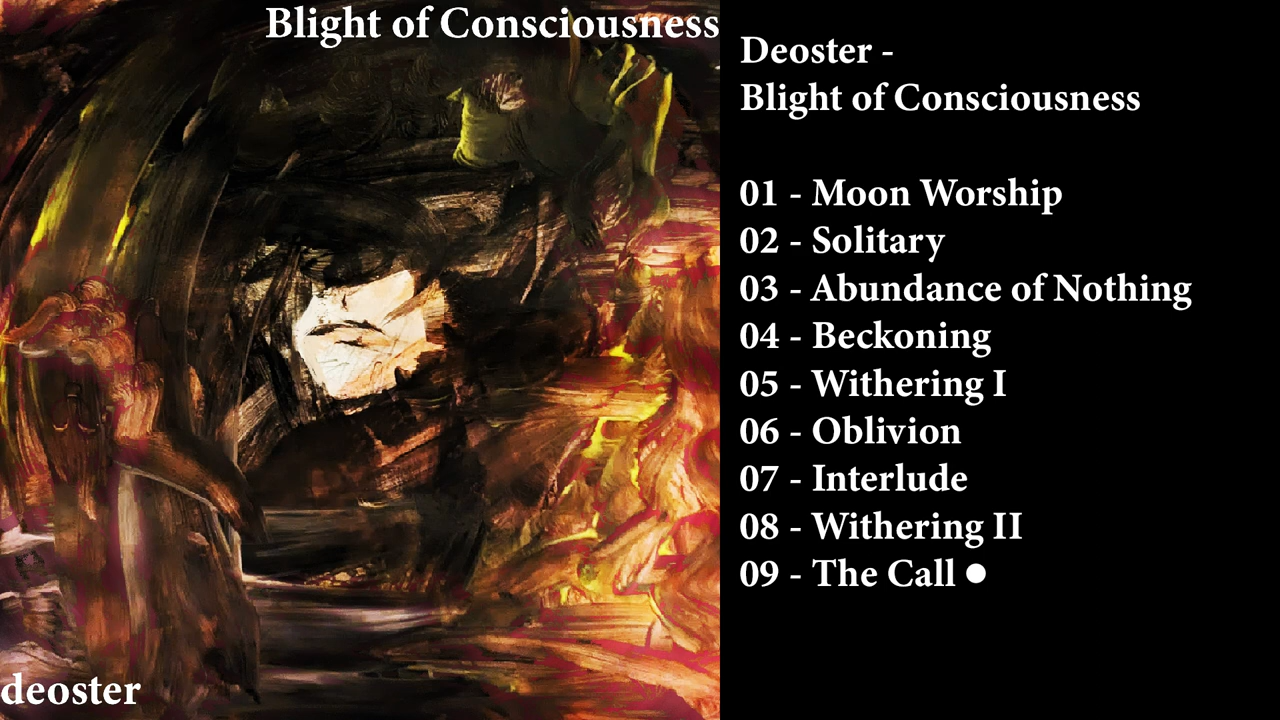 Blight of Consciousness
deoster
Deoster -
Blight of Consciousness
01 - Moon Worship
02 - Solitary
03 - Abundance of Nothing
04 - Beckoning
05 - Withering I
06 - Oblivion
07 - Interlude
08 - Withering II
09 - The Call ●